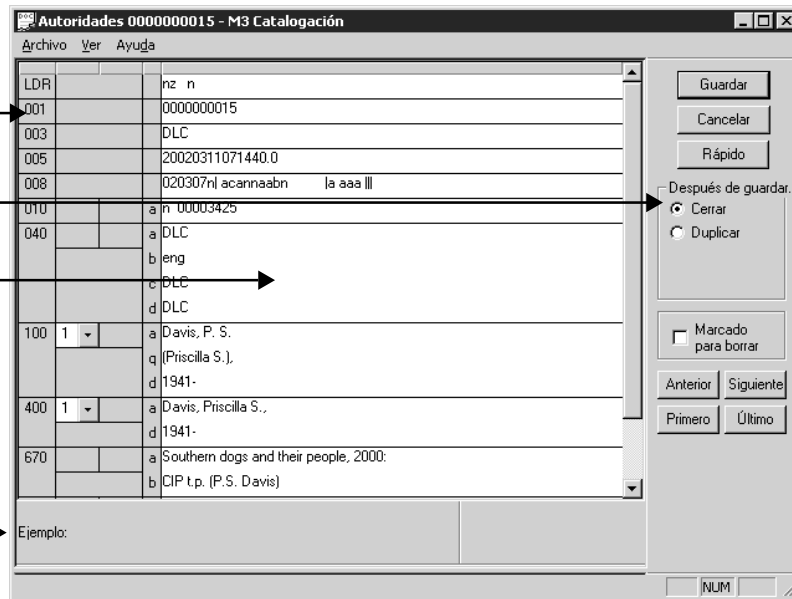 Autoridades 0000000015 - M3 Catalogación
Archivo Ver Ayuda
LDR nz n
001 0000000015
003 DLC
005 20020311071440.0
008 020307n| acannaabn |a aaa |||
010 a n 00003425
040 a DLC
b eng
c DLC
d DLC
100 1 a Davis, P. S.
q (Priscilla S.),
d 1941-
400 1 a Davis, Priscilla S.,
d 1941-
670 a Southern dogs and their people, 2000:
b CIP t.p. (P.S. Davis)
Ejemplo:
Guardar
Cancelar
Rápido
Después de guardar.
Cerrar
Duplicar
Marcado
para borrar
Anterior Siguiente
Primero Último
NUM